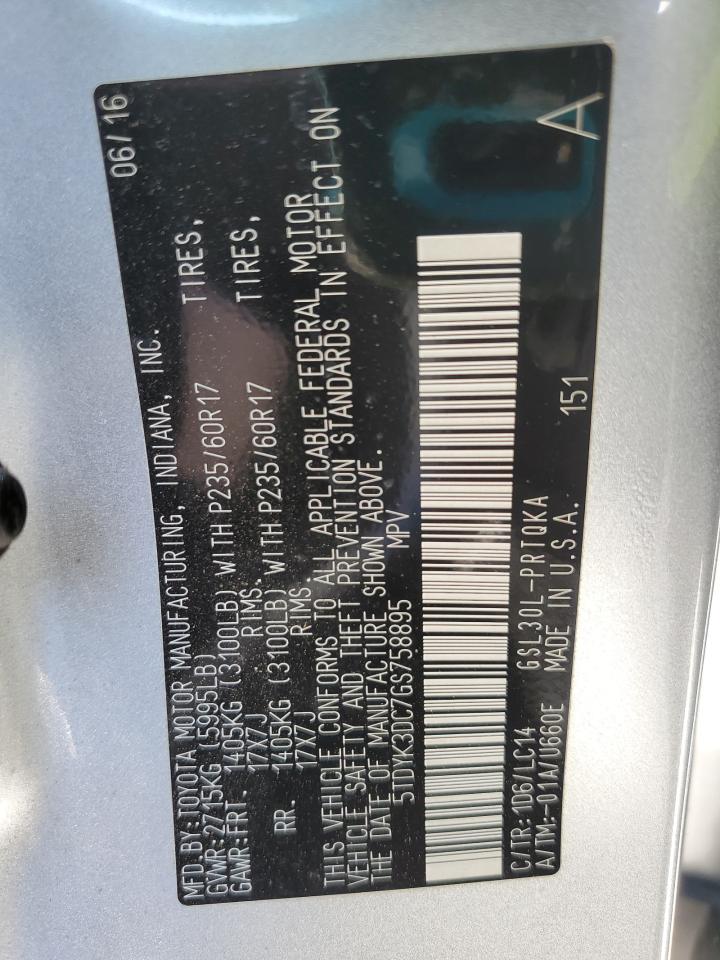 MFD BY:TOYOTA MOTOR MANUFACTURING, INDIANA, INC. 06/16
GVWR:2715KG (5995LB)
GAWR:FRT. 1405KG (3100LB) WITH P235/60R17 TIRES,
17X7J RIMS.
RR. 1405KG (3100LB) WITH P235/60R17 TIRES,
17X7J RIMS
THIS VEHICLE CONFORMS TO ALL APPLICABLE FEDERAL MOTOR
VEHICLE SAFETY AND THEFT PREVENTION STANDARDS IN EFFECT ON
THE DATE OF MANUFACTURE SHOWN ABOVE.
5TDYK3DC7GS758895 MPV
C/TR:1D6/LC14 GSL30L-PRTQKA 151 A
A/TM:-01A/U660E MADE IN U.S.A.